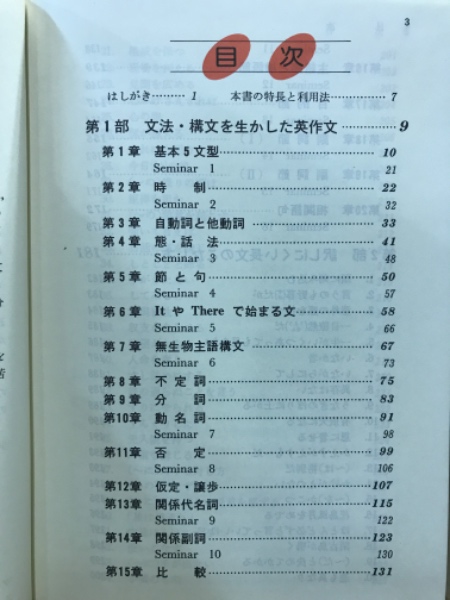 3
目次
はしがき………1 本書の特長と利用法……………7
第1部 文法・構文を生かした英作文……………9
第1章 基本5文型……………10
Seminar 1 21
第2章 時制……………22
Seminar 2 32
第3章 自動詞と他動詞……………33
第4章 態・話法……………41
Seminar 3 48
第5章 節と句……………50
Seminar 4 57
第6章 It や There で始まる文……………58
Seminar 5 66
第7章 無生物主語構文……………67
Seminar 6 73
第8章 不定詞……………75
第9章 分詞……………83
第10章 動名詞……………91
Seminar 7 98
第11章 否定……………99
Seminar 8 106
第12章 仮定・譲歩……………107
第13章 関係代名詞……………115
Seminar 9 122
第14章 関係副詞……………123
Seminar 10 130
第15章 比較……………131